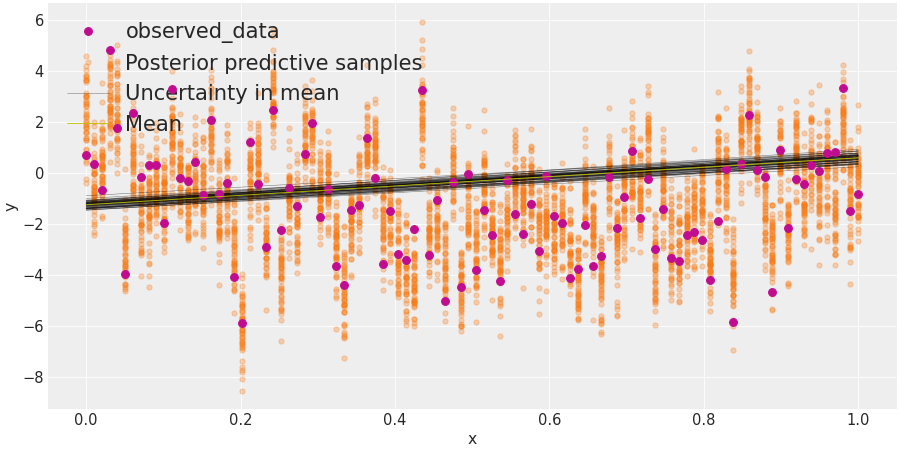 observed_data
Posterior predictive samples
Uncertainty in mean
Mean
6
4
2
0
−2
−4
−6
−8
y
0.0 0.2 0.4 0.6 0.8 1.0
x